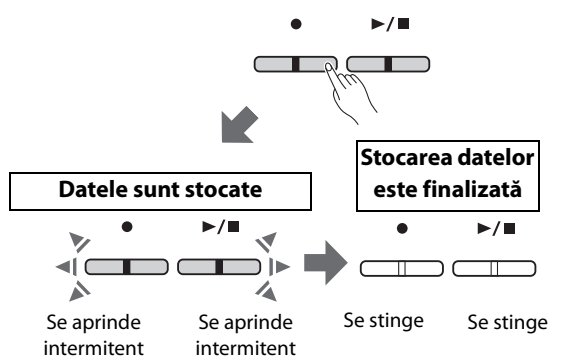 ● ►/■
Datele sunt stocate
● ►/■
Se aprinde
intermitent
Se aprinde
intermitent
Stocarea datelor
este finalizată
● ►/■
Se stinge
Se stinge